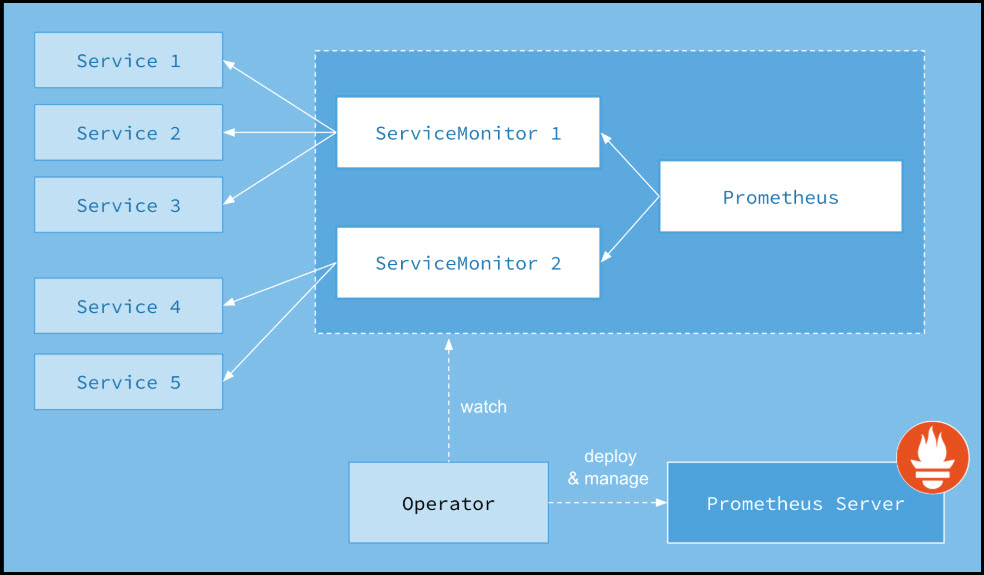 Service 1
Service 2
Service 3
Service 4
Service 5
ServiceMonitor 1
ServiceMonitor 2
Prometheus
watch
deploy
& manage
Operator
Prometheus Server